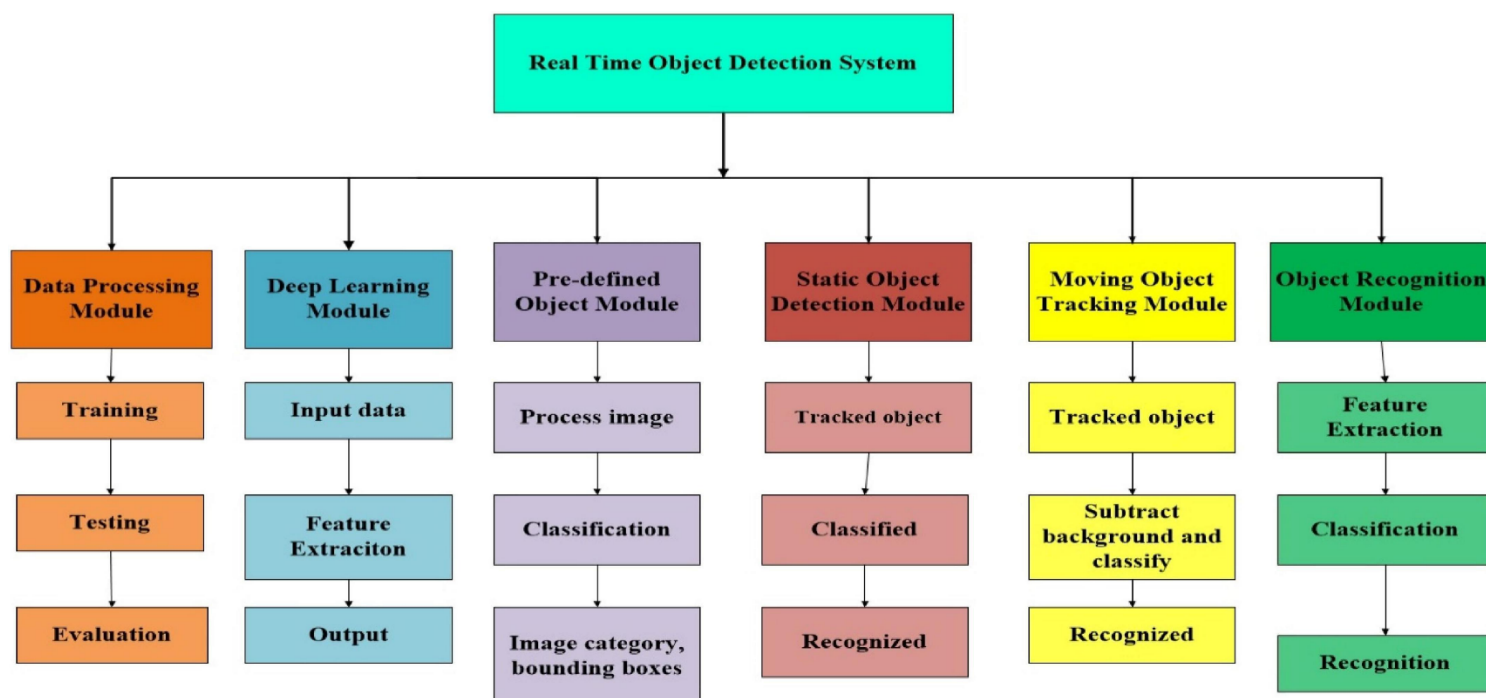 Real Time Object Detection System
Data Processing
Module
Deep Learning
Module
Pre-defined
Object Module
Static Object
Detection Module
Moving Object
Tracking Module
Object Recognition
Module
Training
Input data
Process image
Tracked object
Tracked object
Feature
Extraction
Testing
Feature
Extraciton
Classification
Classified
Subtract
background and
classify
Classification
Evaluation
Output
Image category,
bounding boxes
Recognized
Recognized
Recognition